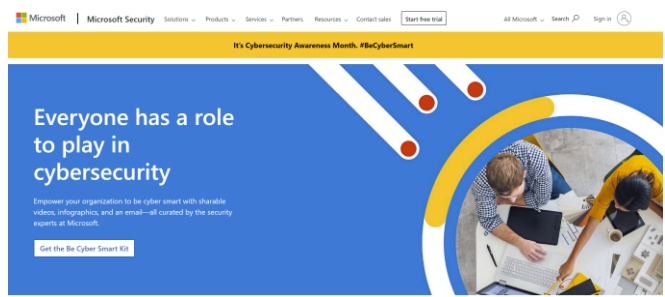 Microsoft | Microsoft Security Solutions Products Services Partners Resources Contact sales Start free trial All Microsoft Search Sign in
It's Cybersecurity Awareness Month. #BeCyberSmart
Everyone has a role
to play in
cybersecurity
Empower your organization to be cyber smart with sharable
videos, infographics, and an email—all curated by the security
experts at Microsoft.
Get the Be Cyber Smart Kit